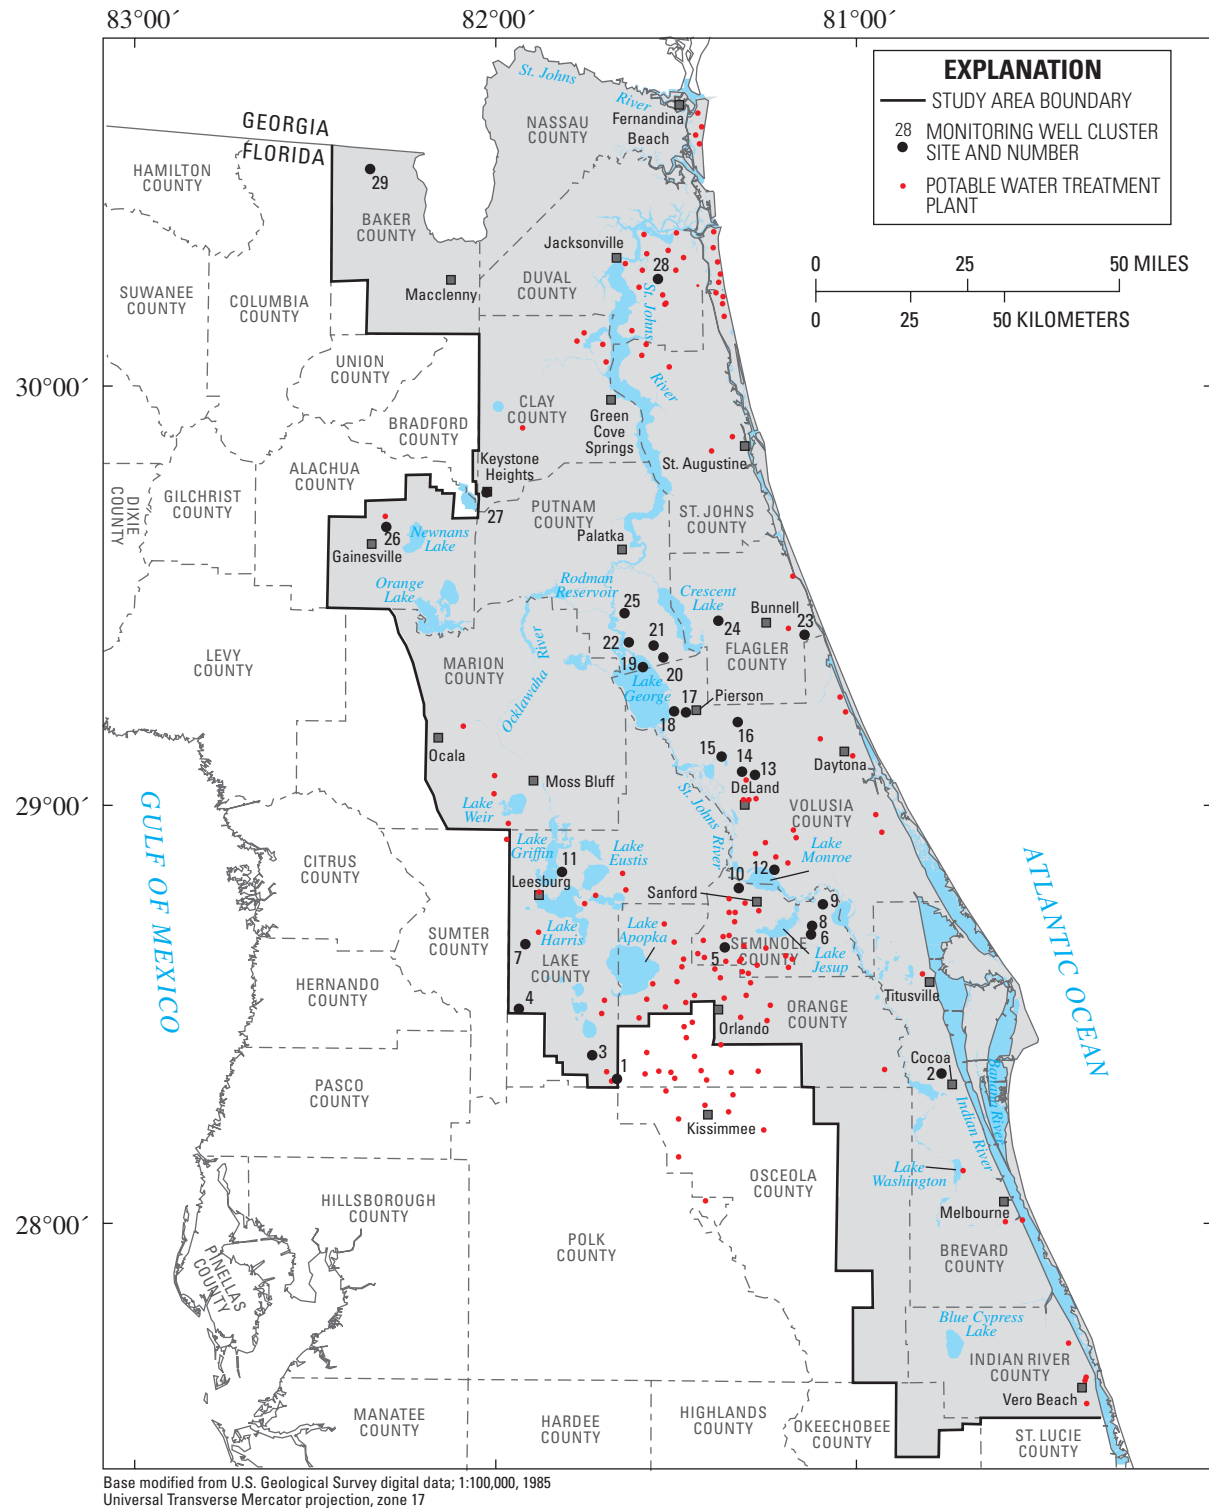 83°00´
82°00´
81°00´
30°00´
29°00´
28°00´
EXPLANATION
STUDY AREA BOUNDARY
28
MONITORING WELL CLUSTER
SITE AND NUMBER
POTABLE WATER TREATMENT
PLANT
0
25
50 MILES
0
25
50 KILOMETERS
GEORGIA
FLORIDA
St. Johns
River
NASSAU
COUNTY
Fernandina
Beach
HAMILTON
COUNTY
29
BAKER
COUNTY
Jacksonville
28
DUVAL
COUNTY
Macclenny
SUWANEE
COUNTY
COLUMBIA
COUNTY
St. Johns
River
UNION
COUNTY
BRADFORD
COUNTY
CLAY
COUNTY
Green
Cove
Springs
ALACHUA
COUNTY
Keystone
Heights
St. Augustine
DIXIE
COUNTY
GILCHRIST
COUNTY
27
PUTNAM
COUNTY
ST. JOHNS
COUNTY
26
Newnans
Lake
Gainesville
Palatka
Orange
Lake
Rodman
Reservoir
Crescent
Lake
25
Bunnell
24
23
FLAGLER
COUNTY
22
21
20
19
LEVY
COUNTY
MARION
COUNTY
Ocklawaha
River
Lake
George
17
Pierson
18
16
15
14
13
Ocala
Daytona
Moss Bluff
DeLand
Lake
Weir
St. Johns
River
VOLUSIA
COUNTY
GULF OF MEXICO
ATLANTIC OCEAN
CITRUS
COUNTY
Lake
Griffin
11
Lake
Eustis
Lake
Monroe
12
10
Leesburg
Sanford
9
8
6
SUMTER
COUNTY
Lake
Harris
Lake
Apopka
5
SEMINOLE
COUNTY
Lake
Jesup
7
LAKE
COUNTY
HERNANDO
COUNTY
4
Titusville
ORANGE
COUNTY
Orlando
3
1
Cocoa
2
PASCO
COUNTY
Kissimmee
Indian River
Banana River
OSCEOLA
COUNTY
Lake
Washington
HILLSBOROUGH
COUNTY
Melbourne
PINELLAS
COUNTY
POLK
COUNTY
BREVARD
COUNTY
Blue Cypress
Lake
INDIAN RIVER
COUNTY
Vero Beach
MANATEE
COUNTY
HARDEE
COUNTY
HIGHLANDS
COUNTY
OKEECHOBEE
COUNTY
ST. LUCIE
COUNTY
Base modified from U.S. Geological Survey digital data; 1:100,000, 1985
Universal Transverse Mercator projection, zone 17